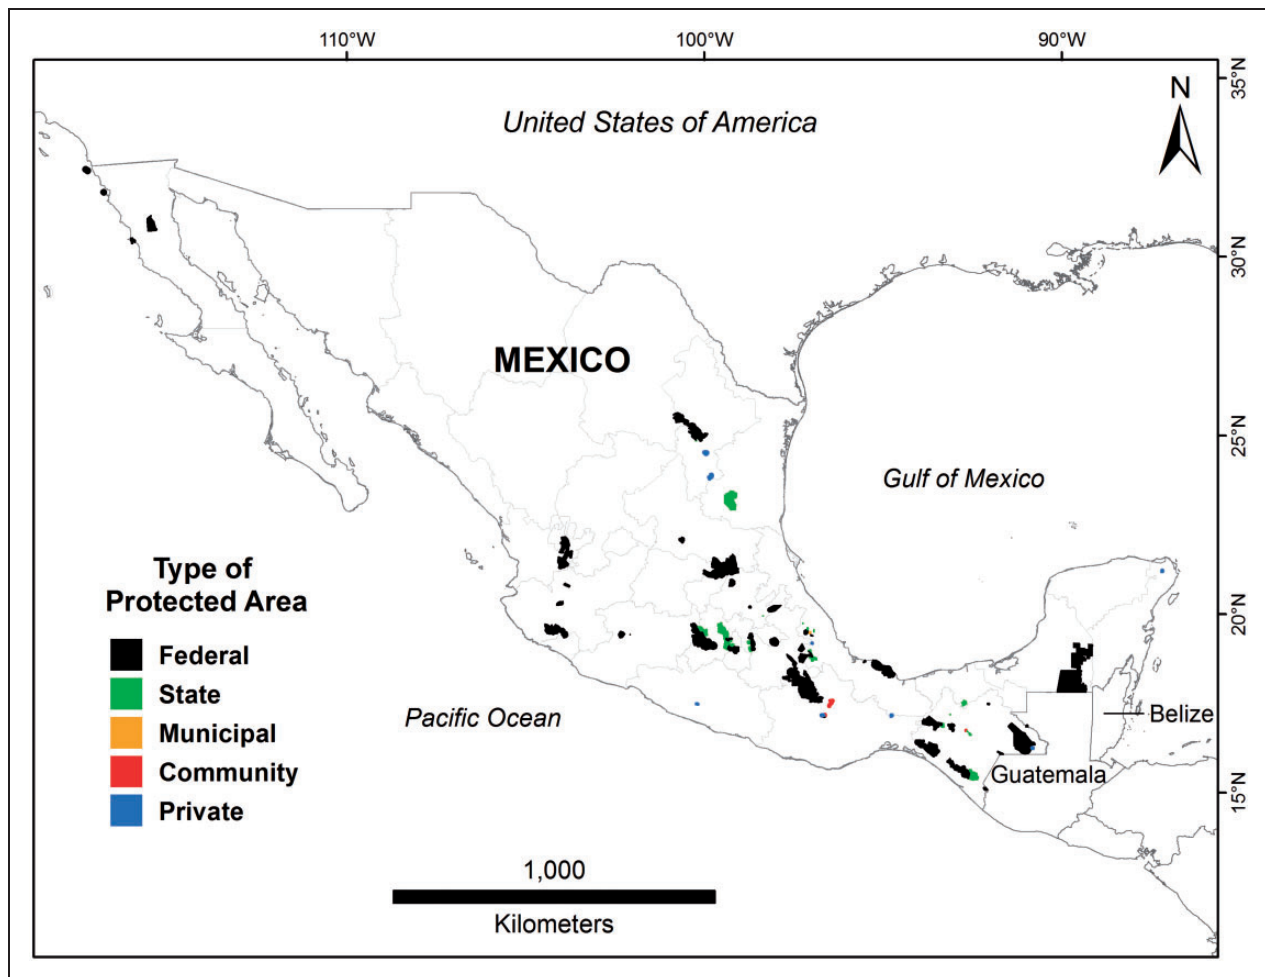 110°W
100°W
90°W
35°N
N
United States of America
30°N
MEXICO
25°N
Gulf of Mexico
Type of
Protected Area
20°N
Federal
State
Pacific Ocean
Belize
Municipal
Community
Guatemala
15°N
Private
1,000
Kilometers